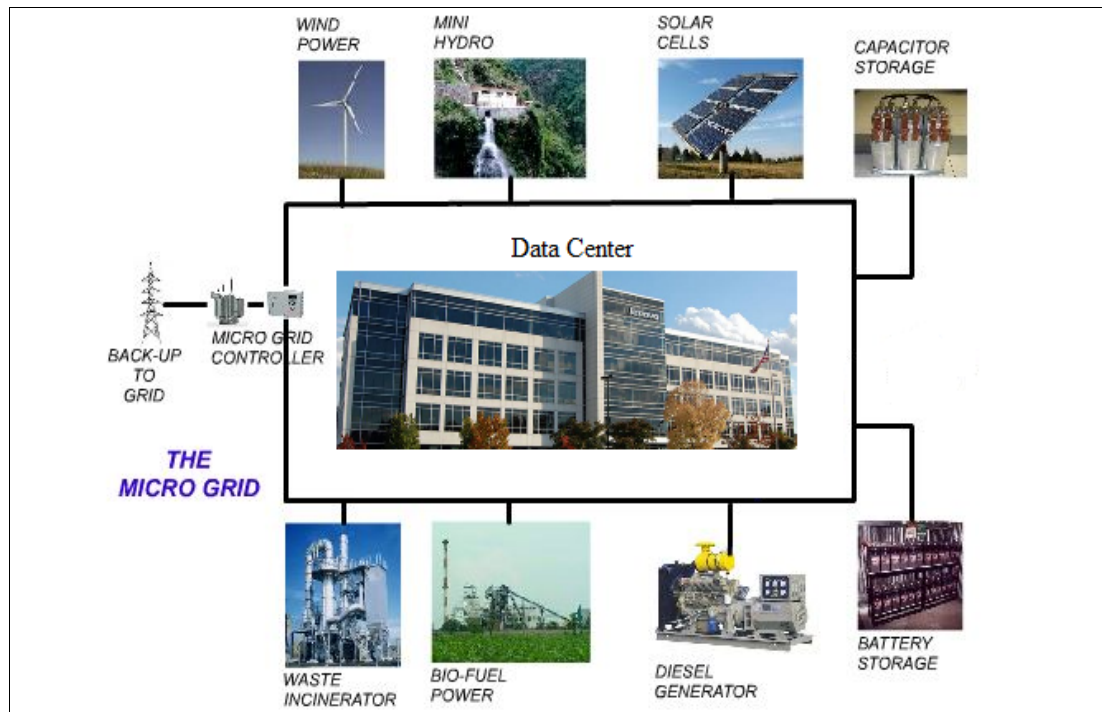 WIND
POWER
MINI
HYDRO
SOLAR
CELLS
CAPACITOR
STORAGE
Data Center
lenovo
BACK-UP
TO
GRID
MICRO GRID
CONTROLLER
THE
MICRO GRID
WASTE
INCINERATOR
BIO-FUEL
POWER
DIESEL
GENERATOR
BATTERY
STORAGE